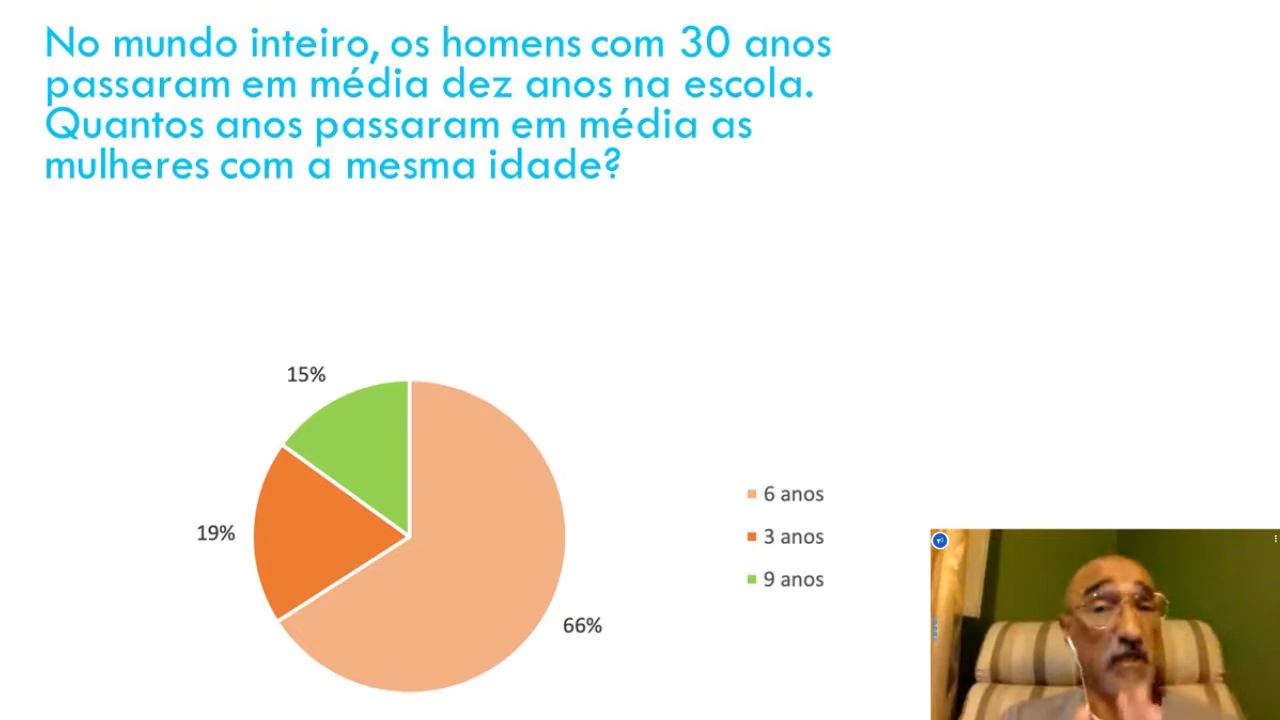 No mundo inteiro, os homens com 30 anos
passaram em média dez anos na escola.
Quantos anos passaram em média as
mulheres com a mesma idade?
15%
19%
66%
6 anos
3 anos
9 anos